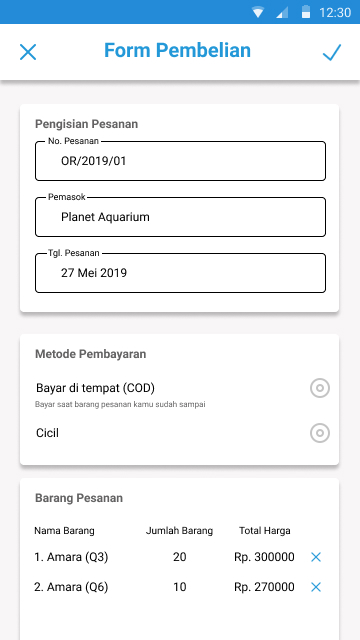 12:30
Form Pembelian
Pengisian Pesanan
No. Pesanan
OR/2019/01
Pemasok
Planet Aquarium
Tgl. Pesanan
27 Mei 2019
Metode Pembayaran
Bayar di tempat (COD)
Bayar saat barang pesanan kamu sudah sampai
Cicil
Barang Pesanan
Nama Barang Jumlah Barang Total Harga
1. Amara (Q3) 20 Rp. 300000
2. Amara (Q6) 10 Rp. 270000